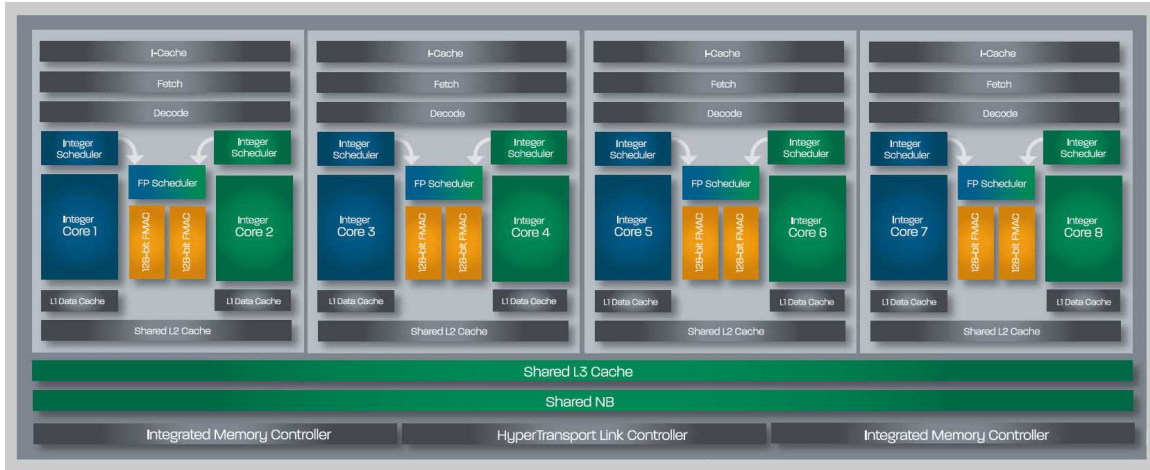 I-Cache
Fetch
Decode
Integer
Scheduler
Integer
Scheduler
FP Scheduler
Integer
Core 1
128-bit FMAC
128-bit FMAC
Integer
Core 2
L1 Data Cache
L1 Data Cache
Shared L2 Cache
I-Cache
Fetch
Decode
Integer
Scheduler
Integer
Scheduler
FP Scheduler
Integer
Core 3
128-bit FMAC
128-bit FMAC
Integer
Core 4
L1 Data Cache
L1 Data Cache
Shared L2 Cache
I-Cache
Fetch
Decode
Integer
Scheduler
Integer
Scheduler
FP Scheduler
Integer
Core 5
128-bit FMAC
128-bit FMAC
Integer
Core 6
L1 Data Cache
L1 Data Cache
Shared L2 Cache
I-Cache
Fetch
Decode
Integer
Scheduler
Integer
Scheduler
FP Scheduler
Integer
Core 7
128-bit FMAC
128-bit FMAC
Integer
Core 8
L1 Data Cache
L1 Data Cache
Shared L2 Cache
Shared L3 Cache
Shared NB
Integrated Memory Controller
HyperTransport Link Controller
Integrated Memory Controller